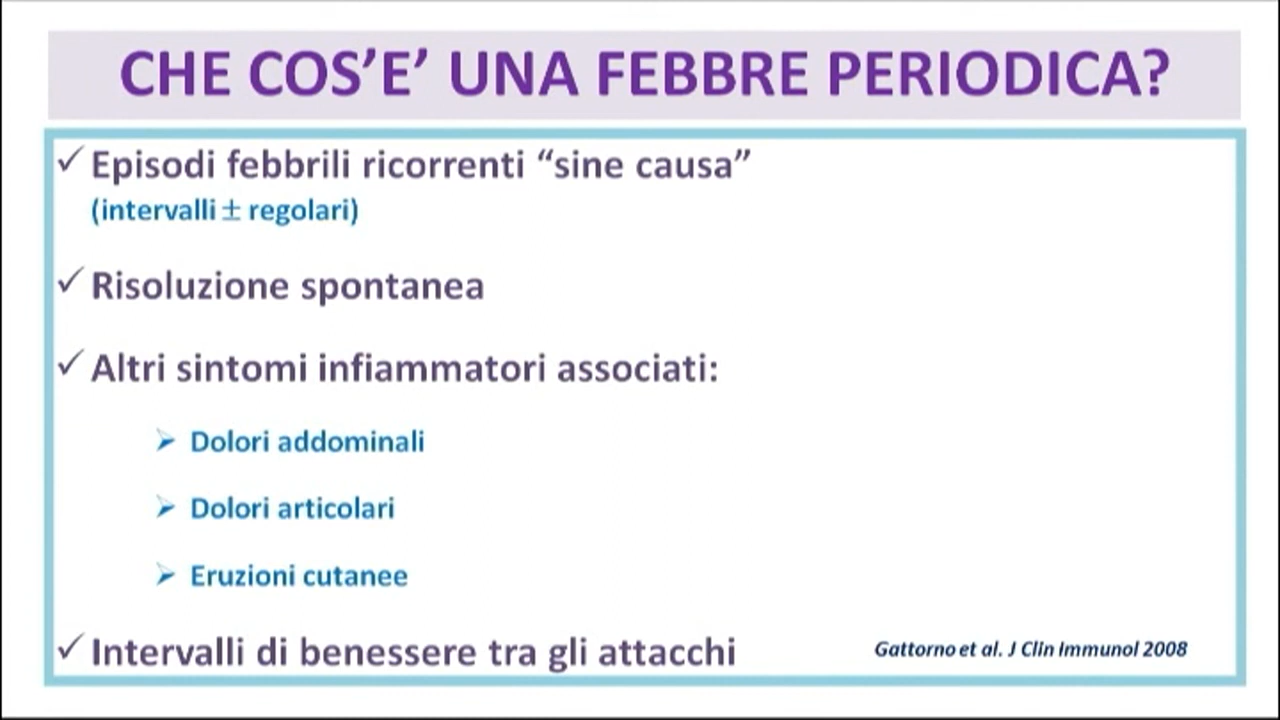 CHE COS’E’ UNA FEBBRE PERIODICA?
✓ Episodi febbrili ricorrenti “sine causa”
(intervalli ± regolari)
✓ Risoluzione spontanea
✓ Altri sintomi infiammatori associati:
➢ Dolori addominali
➢ Dolori articolari
➢ Eruzioni cutanee
✓ Intervalli di benessere tra gli attacchi
Gattorno et al. J Clin Immunol 2008